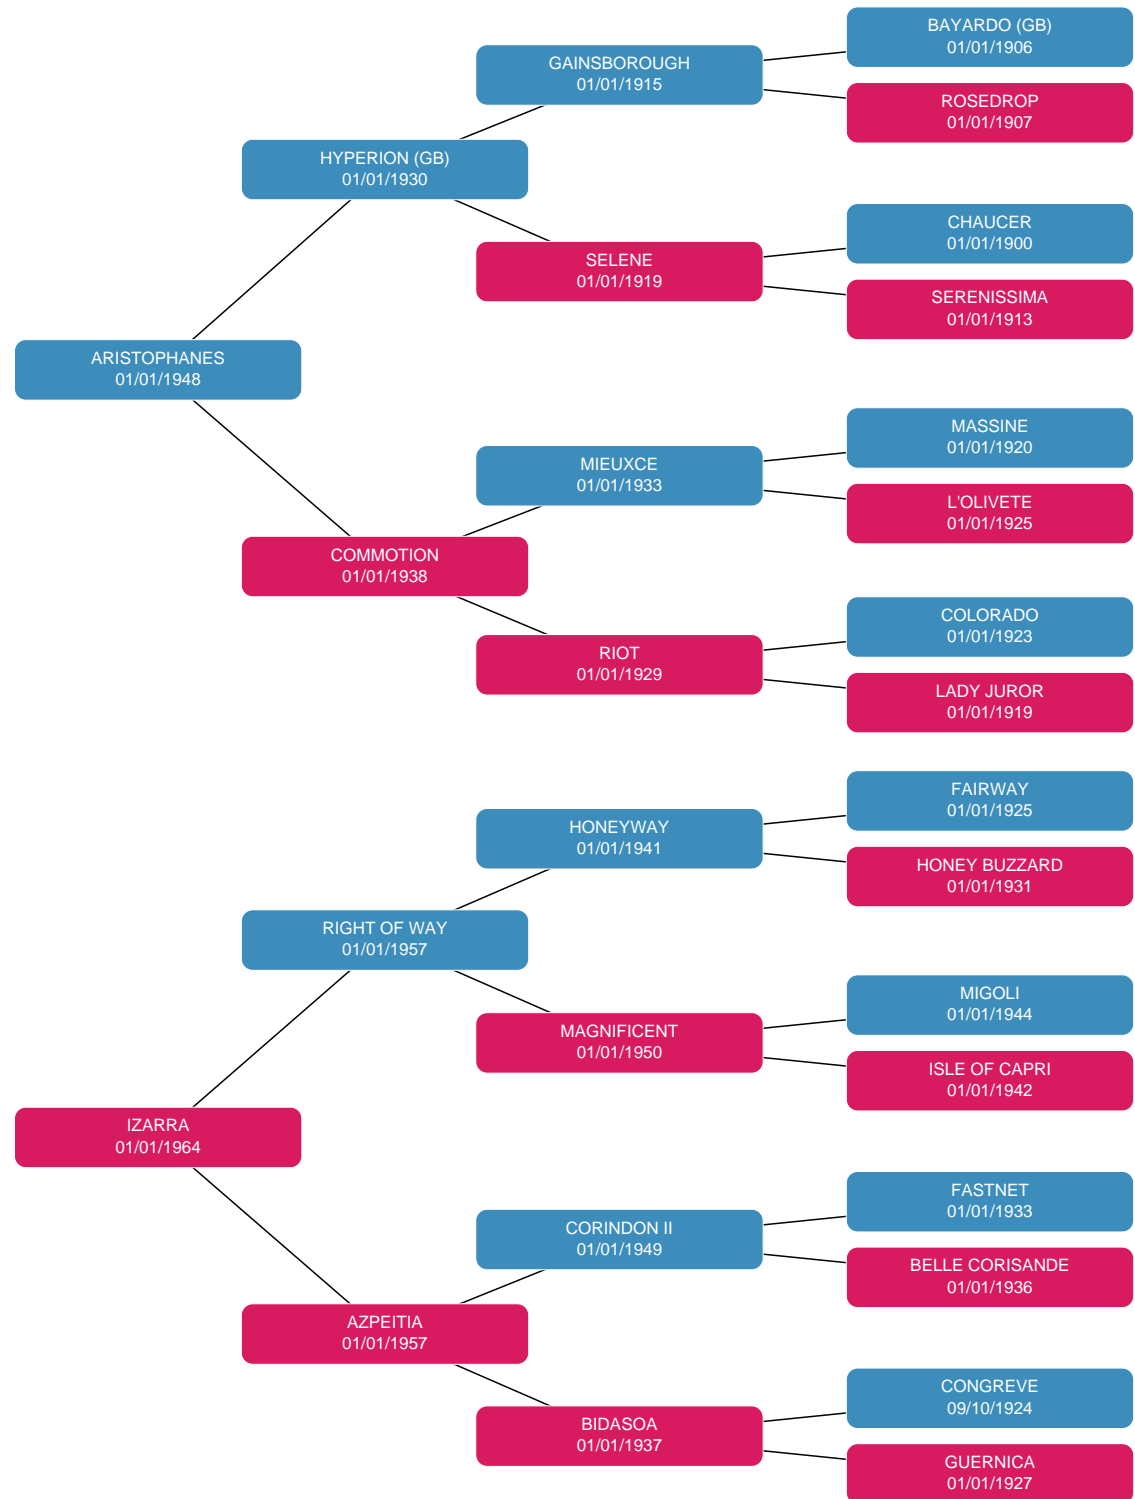 BAYARDO (GB)
01/01/1906
GAINSBOROUGH
01/01/1915
ROSEDROP
01/01/1907
HYPERION (GB)
01/01/1930
CHAUCER
01/01/1900
SELENE
01/01/1919
SERENISSIMA
01/01/1913
ARISTOPHANES
01/01/1948
MASSINE
01/01/1920
MIEUXCE
01/01/1933
L'OLIVETE
01/01/1925
COMMOTION
01/01/1938
COLORADO
01/01/1923
RIOT
01/01/1929
LADY JUROR
01/01/1919
FAIRWAY
01/01/1925
HONEYWAY
01/01/1941
HONEY BUZZARD
01/01/1931
RIGHT OF WAY
01/01/1957
MIGOLI
01/01/1944
MAGNIFICENT
01/01/1950
ISLE OF CAPRI
01/01/1942
IZARRA
01/01/1964
FASTNET
01/01/1933
CORINDON II
01/01/1949
BELLE CORISANDE
01/01/1936
AZPEITIA
01/01/1957
CONGREVE
09/10/1924
BIDASOA
01/01/1937
GUERNICA
01/01/1927